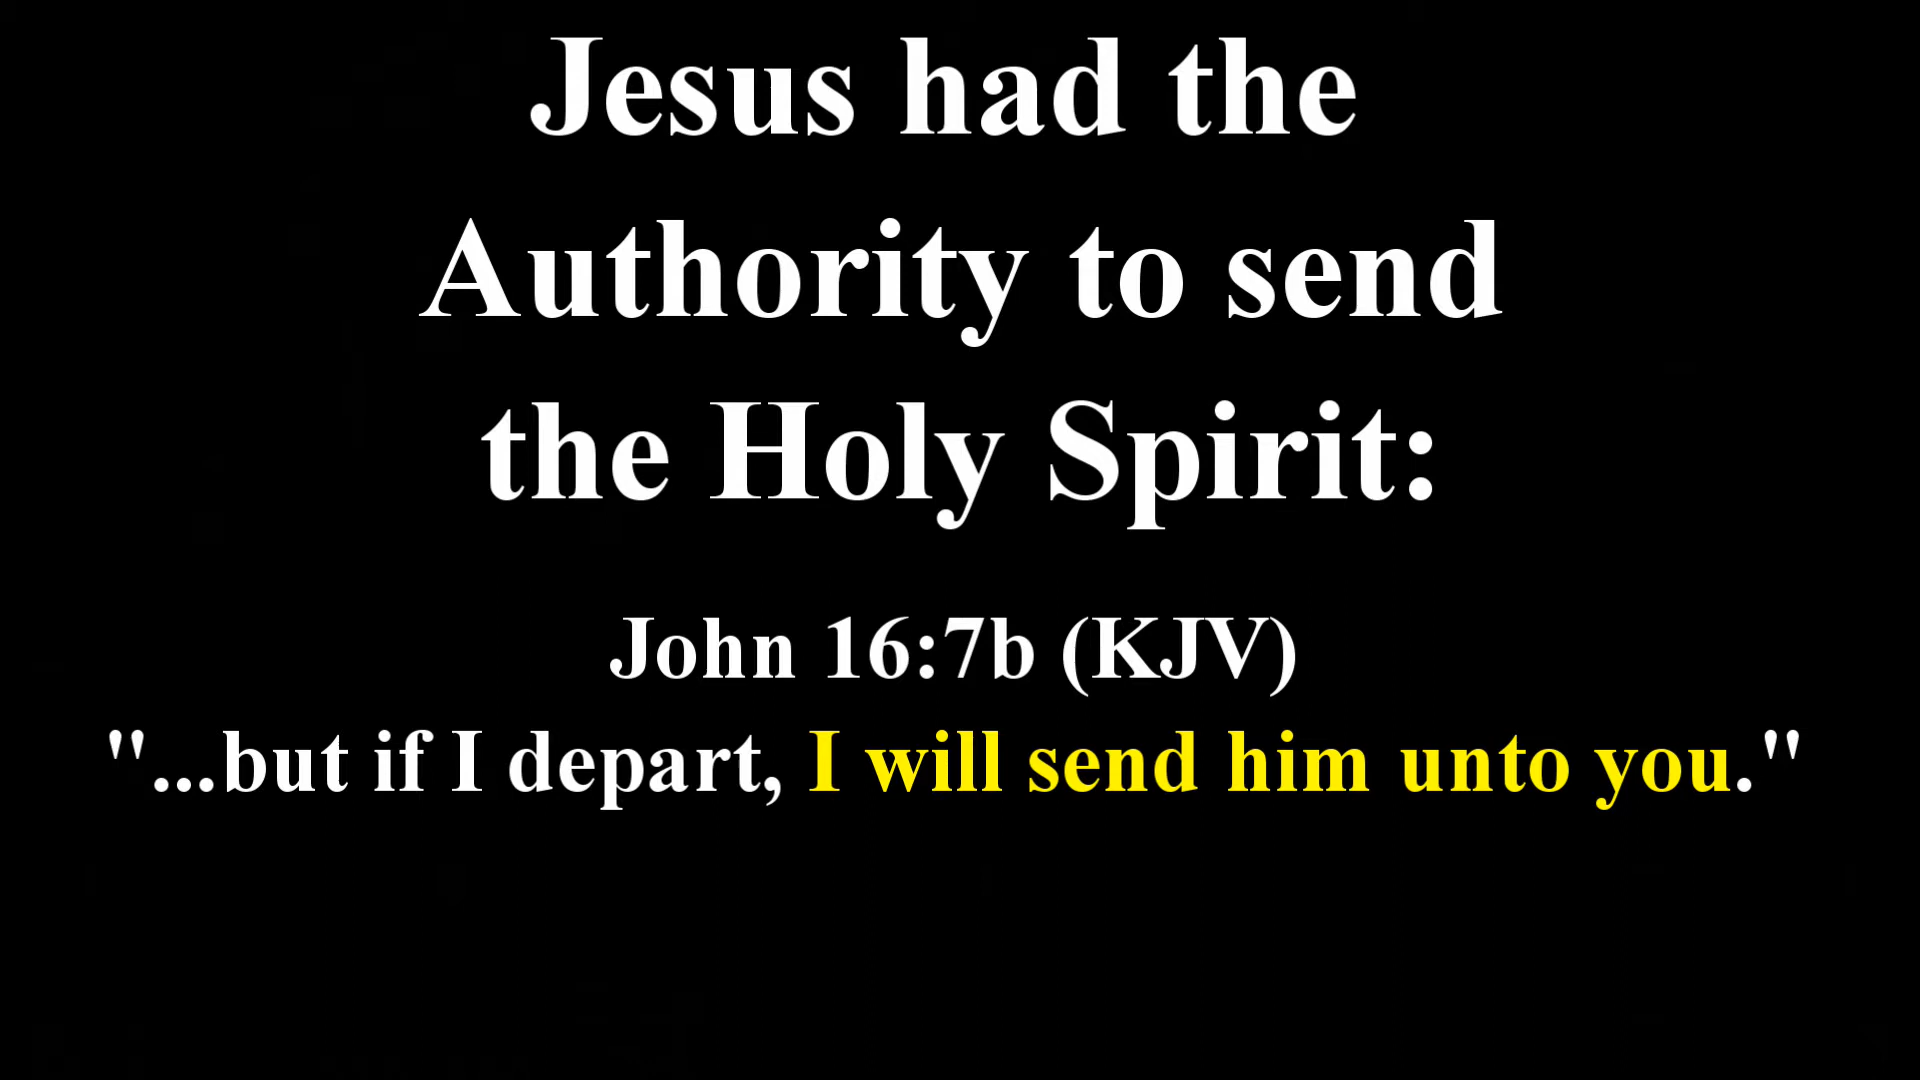 Jesus had the
Authority to send
the Holy Spirit:
John 16:7b (KJV)
"...but if I depart, I will send him unto you."